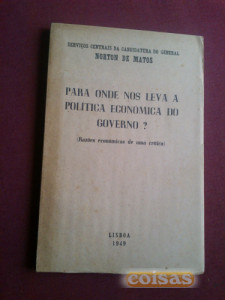 SERVIÇOS CENTRAIS DA CANDIDATURA DO GENERAL
NORTON DE MATOS
PARA ONDE NOS LEVA A
POLÍTICA ECONÓMICA DO
GOVERNO ?
(Razões económicas de uma crítica)
LISBOA
1949
coisas